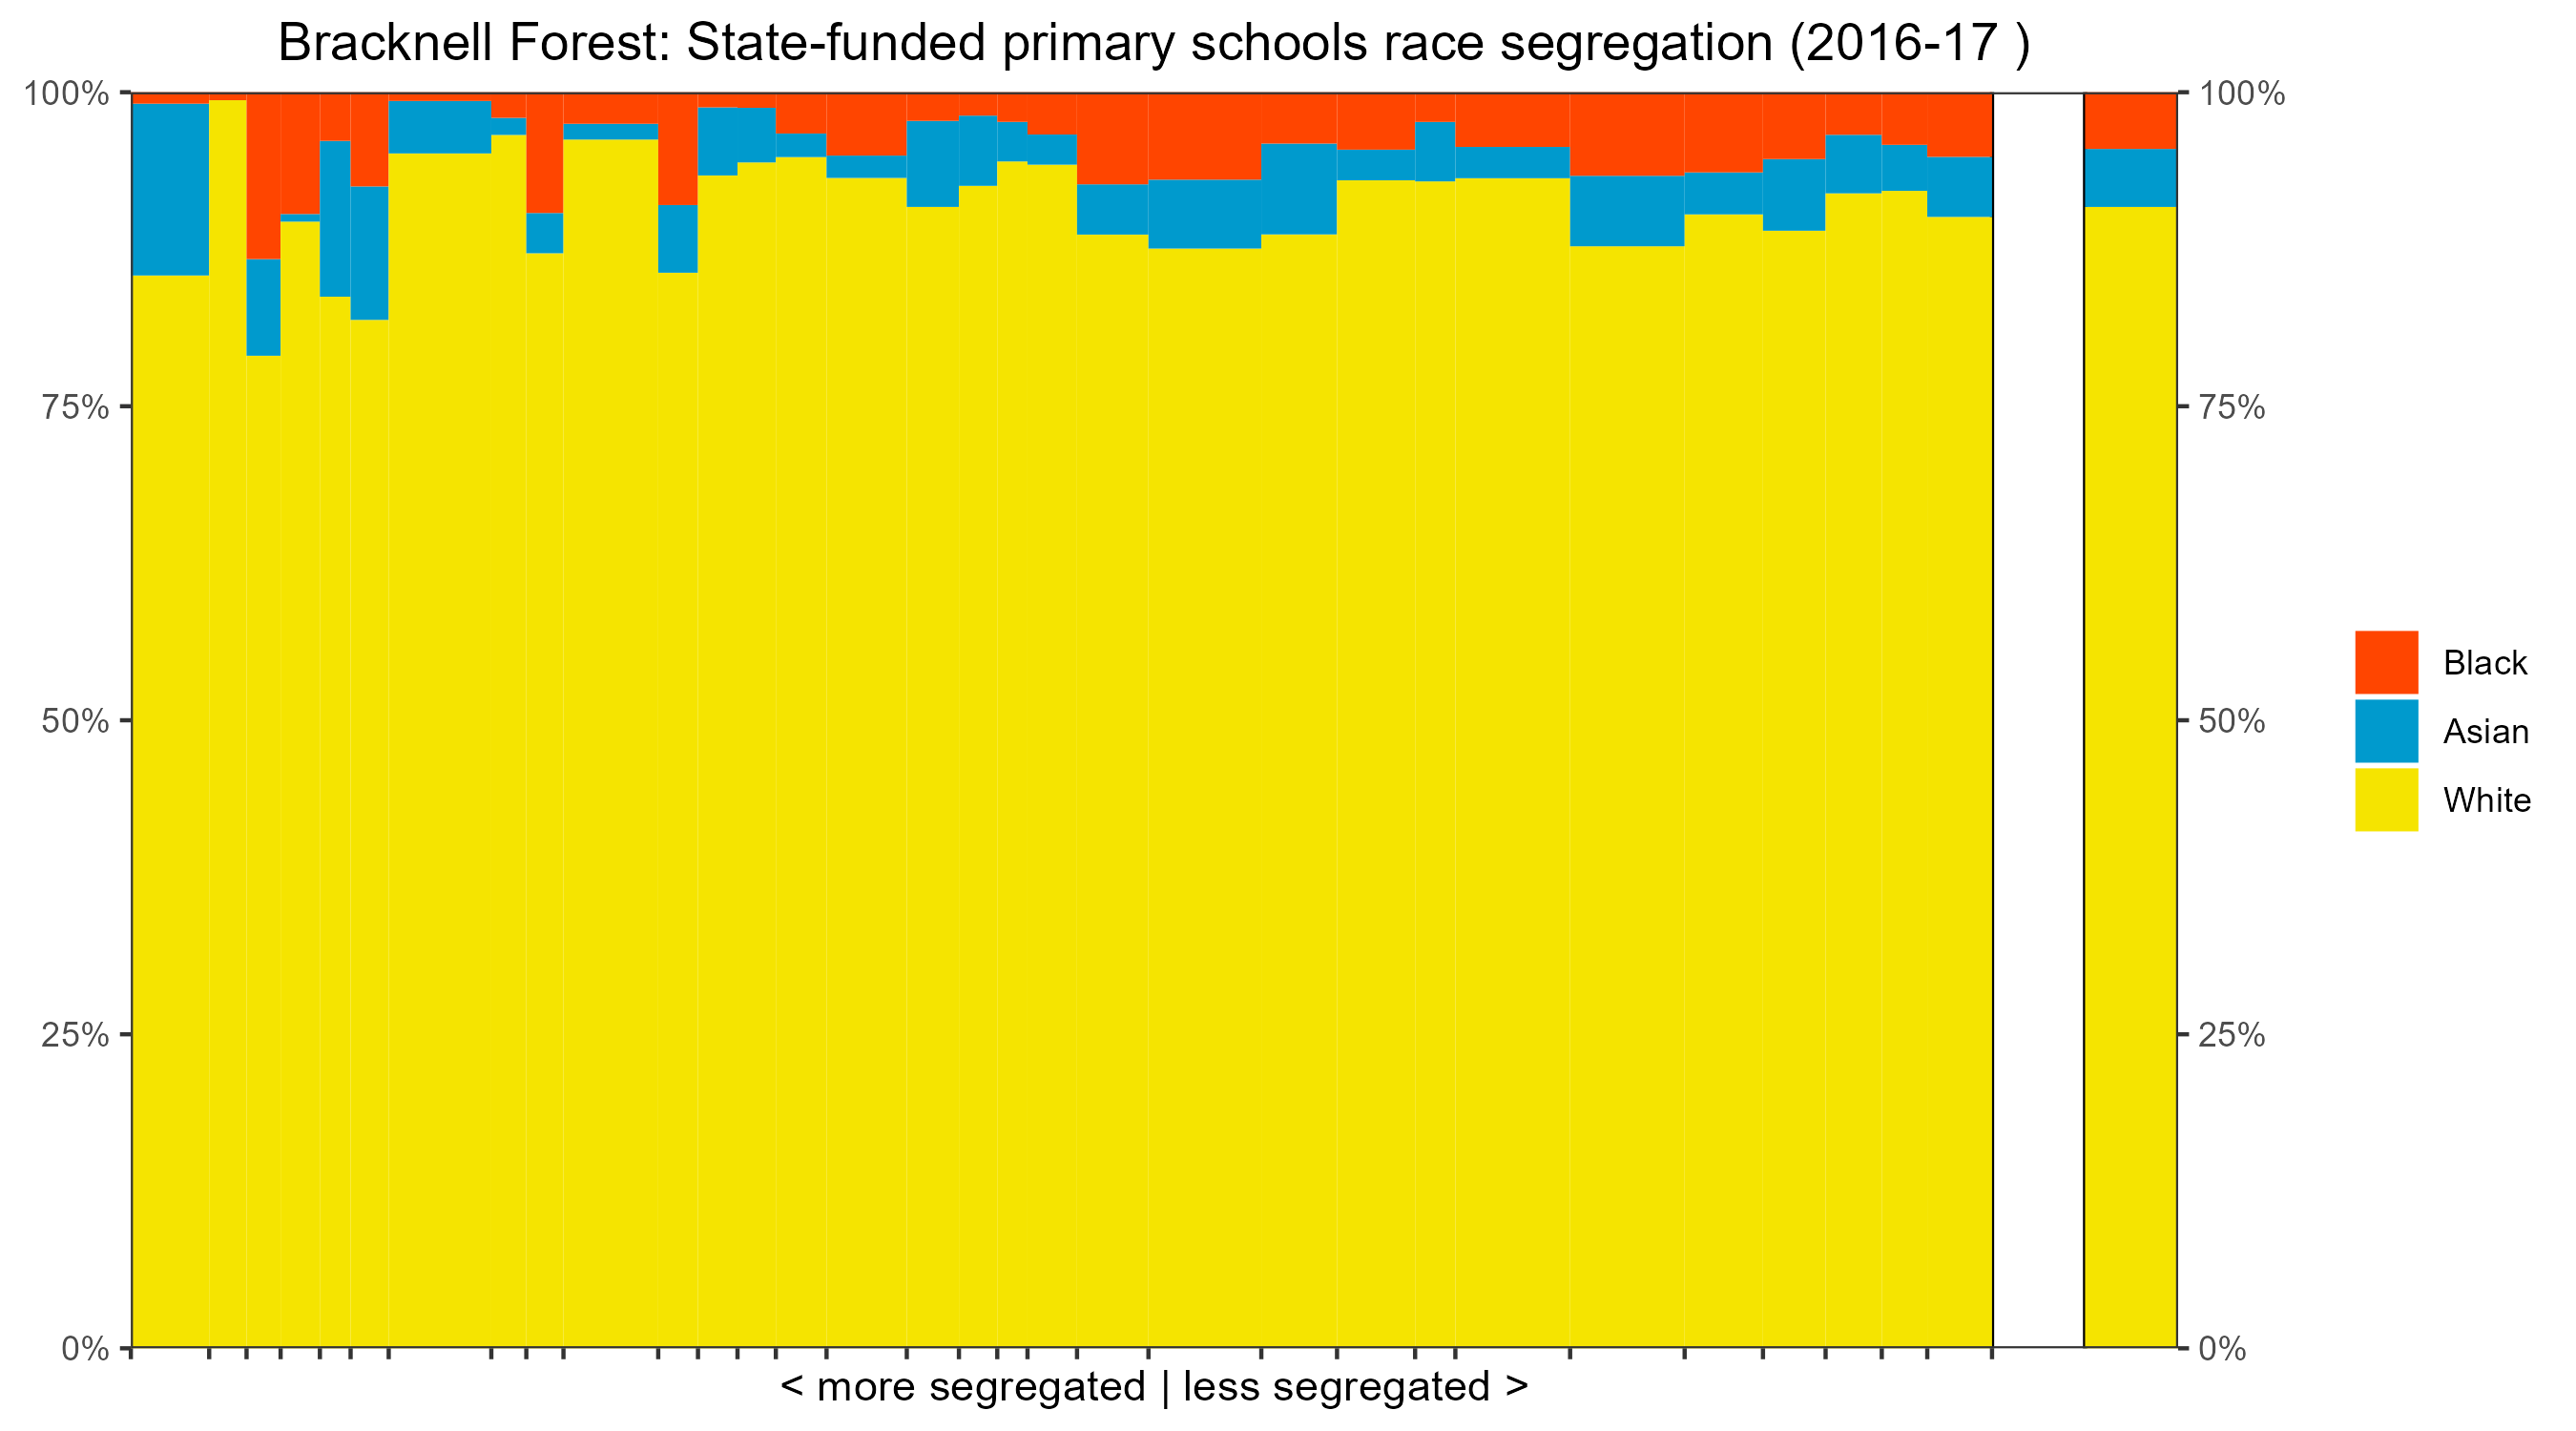 Bracknell Forest: State-funded primary schools race segregation (2016-17 )
100%
75%
50%
25%
0%
100%
75%
50%
25%
0%
Black
Asian
White
< more segregated | less segregated >